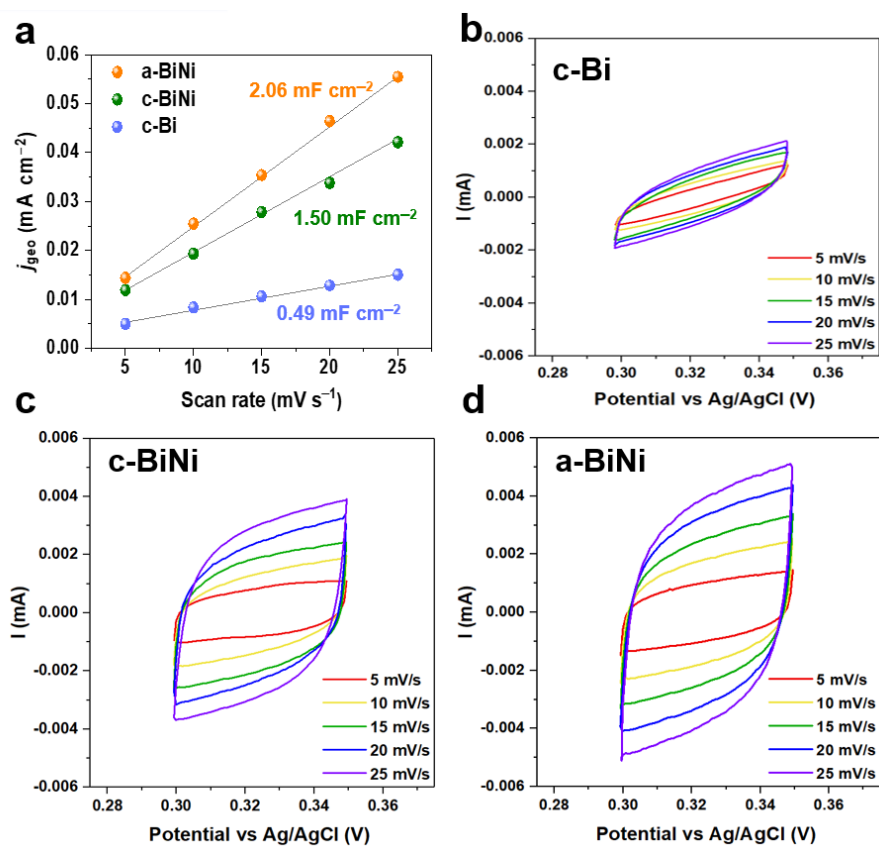 a
0.06
0.05
0.04
0.03
0.02
0.01
0.00
j_geo (mA cm⁻²)
a-BiNi
c-BiNi
c-Bi
2.06 mF cm⁻²
1.50 mF cm⁻²
0.49 mF cm⁻²
5 10 15 20 25
Scan rate (mV s⁻¹)
b
0.006
0.004
0.002
0.000
-0.002
-0.004
-0.006
I (mA)
c-Bi
5 mV/s
10 mV/s
15 mV/s
20 mV/s
25 mV/s
0.28 0.30 0.32 0.34 0.36
Potential vs Ag/AgCl (V)
c
0.006
0.004
0.002
0.000
-0.002
-0.004
-0.006
I (mA)
c-BiNi
5 mV/s
10 mV/s
15 mV/s
20 mV/s
25 mV/s
0.28 0.30 0.32 0.34 0.36
Potential vs Ag/AgCl (V)
d
0.006
0.004
0.002
0.000
-0.002
-0.004
-0.006
I (mA)
a-BiNi
5 mV/s
10 mV/s
15 mV/s
20 mV/s
25 mV/s
0.28 0.30 0.32 0.34 0.36
Potential vs Ag/AgCl (V)